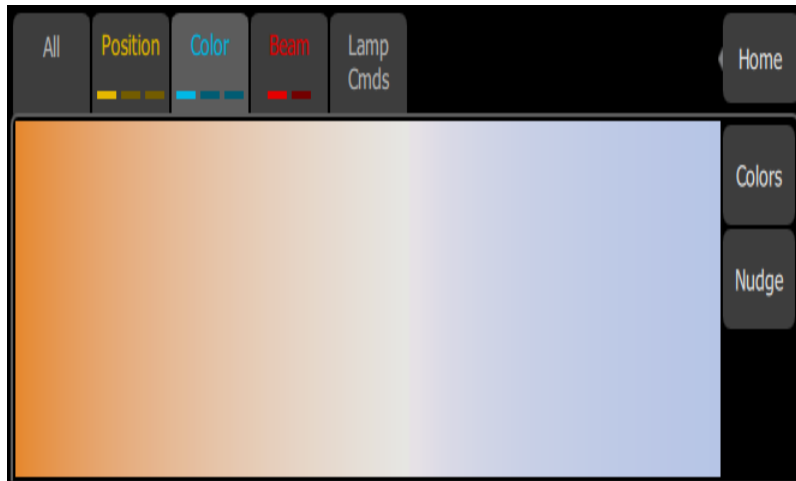 All
Position
Color
Beam
Lamp
Cmds
Home
Colors
Nudge